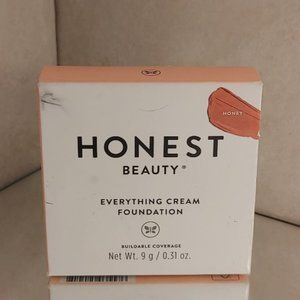 HONEY
HONEST
BEAUTY®
EVERYTHING CREAM
FOUNDATION
BUILDABLE COVERAGE
Net Wt. 9 g / 0.31 oz.